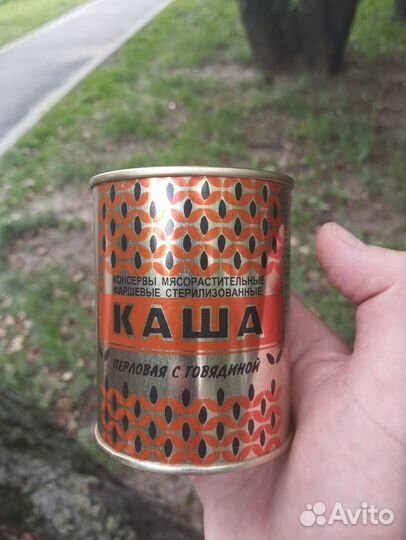 КОНСЕРВЫ МЯСОРАСТИТЕЛЬНЫЕ
ФАРШЕВЫЕ СТЕРИЛИЗОВАННЫЕ
КАША
ПЕРЛОВАЯ С ГОВЯДИНОЙ
Avito